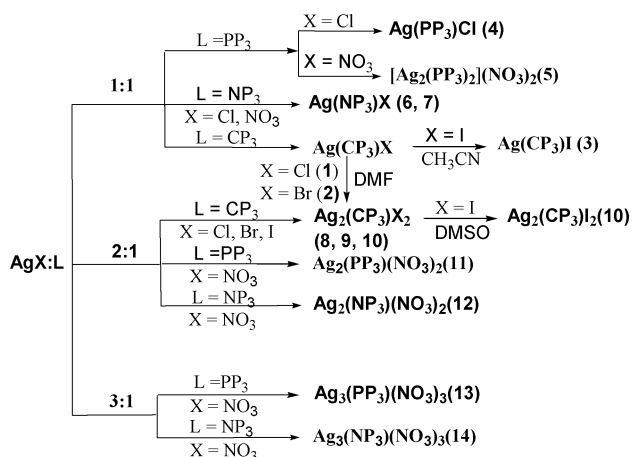 X = Cl
Ag(PP₃)Cl (4)
L =PP₃
X = NO₃
[Ag₂(PP₃)₂](NO₃)₂(5)
1:1
L = NP₃
X = Cl, NO₃
Ag(NP₃)X (6, 7)
L = CP₃
Ag(CP₃)X
X = I
CH₃CN
Ag(CP₃)I (3)
X = Cl (1)
X = Br (2)
DMF
L = CP₃
X = Cl, Br, I
Ag₂(CP₃)X₂
(8, 9, 10)
X = I
DMSO
Ag₂(CP₃)I₂(10)
AgX:L
2:1
L =PP₃
X = NO₃
Ag₂(PP₃)(NO₃)₂(11)
L = NP₃
X = NO₃
Ag₂(NP₃)(NO₃)₂(12)
3:1
L =PP₃
X = NO₃
Ag₃(PP₃)(NO₃)₃(13)
L = NP₃
X = NO₃
Ag₃(NP₃)(NO₃)₃(14)